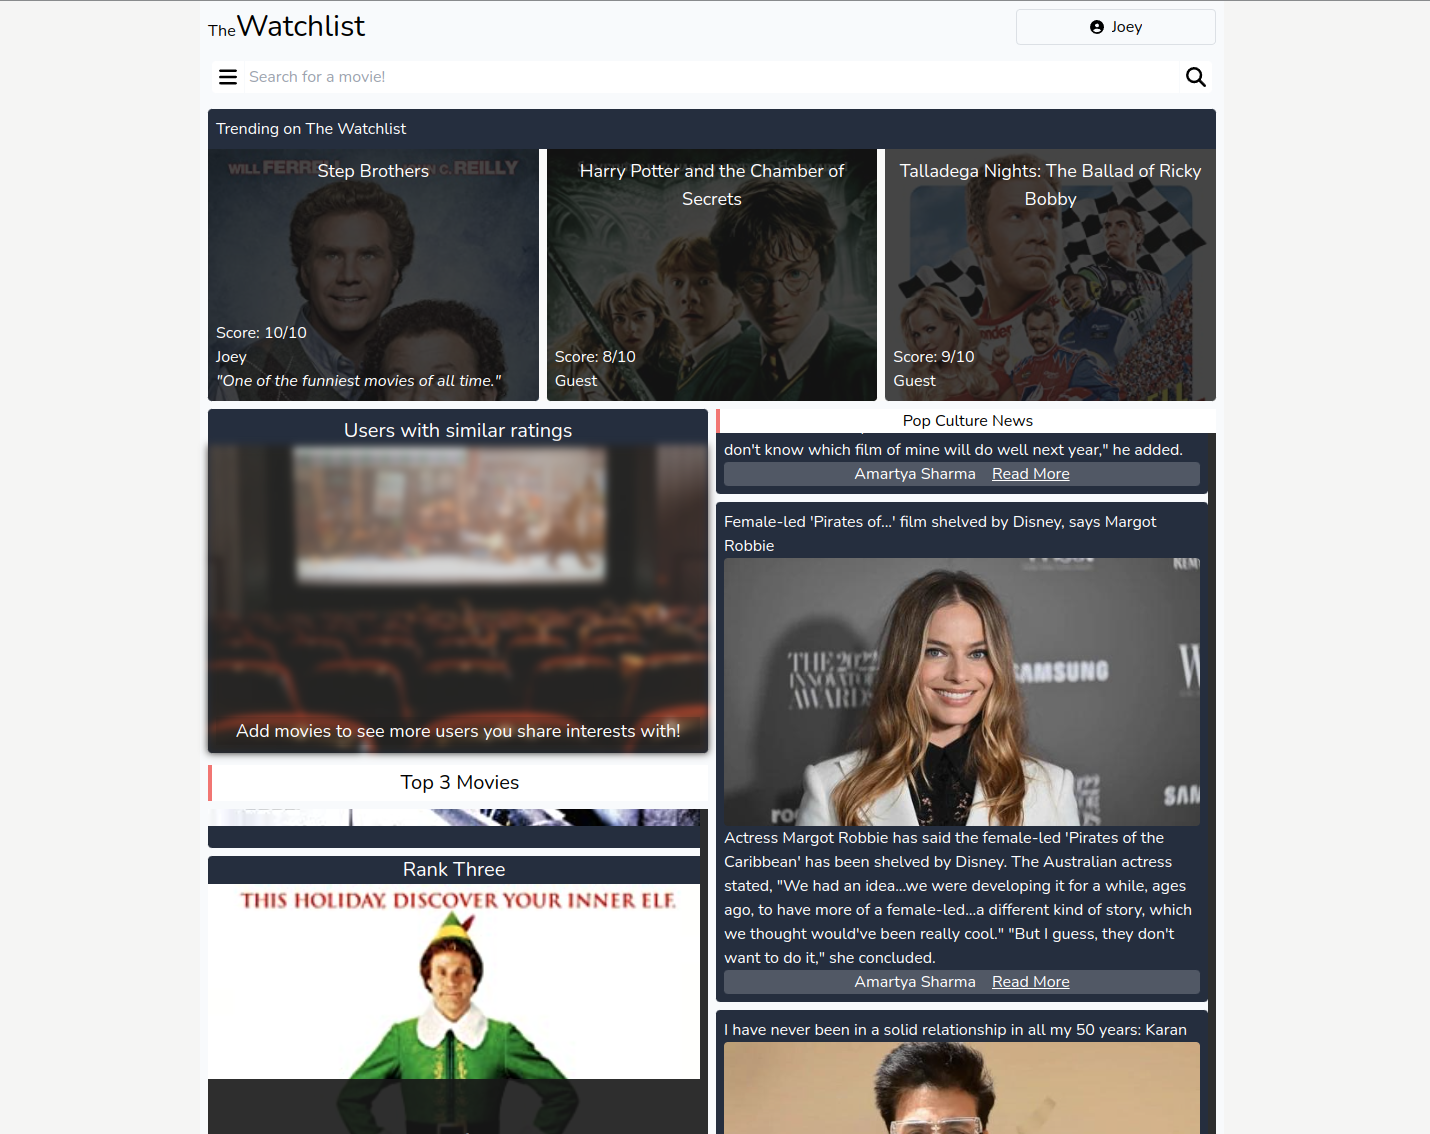 TheWatchlist
Joey
Search for a movie!
Trending on The Watchlist
WILL FERRELL
C. REILLY
Step Brothers
Score: 10/10
Joey
"One of the funniest movies of all time."
Harry Potter and the Chamber of
Secrets
Score: 8/10
Guest
Talladega Nights: The Ballad of Ricky
Bobby
Score: 9/10
Guest
Users with similar ratings
Add movies to see more users you share interests with!
Top 3 Movies
Rank Three
THIS HOLIDAY, DISCOVER YOUR INNER ELF.
Pop Culture News
don't know which film of mine will do well next year," he added.
Amartya Sharma Read More
Female-led 'Pirates of...' film shelved by Disney, says Margot
Robbie
THE 2022
INNOVATOR
AWARDS
SAMSUNG
W
SAM
Actress Margot Robbie has said the female-led 'Pirates of the
Caribbean' has been shelved by Disney. The Australian actress
stated, "We had an idea...we were developing it for a while, ages
ago, to have more of a female-led...a different kind of story, which
we thought would've been really cool." "But I guess, they don't
want to do it," she concluded.
Amartya Sharma Read More
I have never been in a solid relationship in all my 50 years: Karan